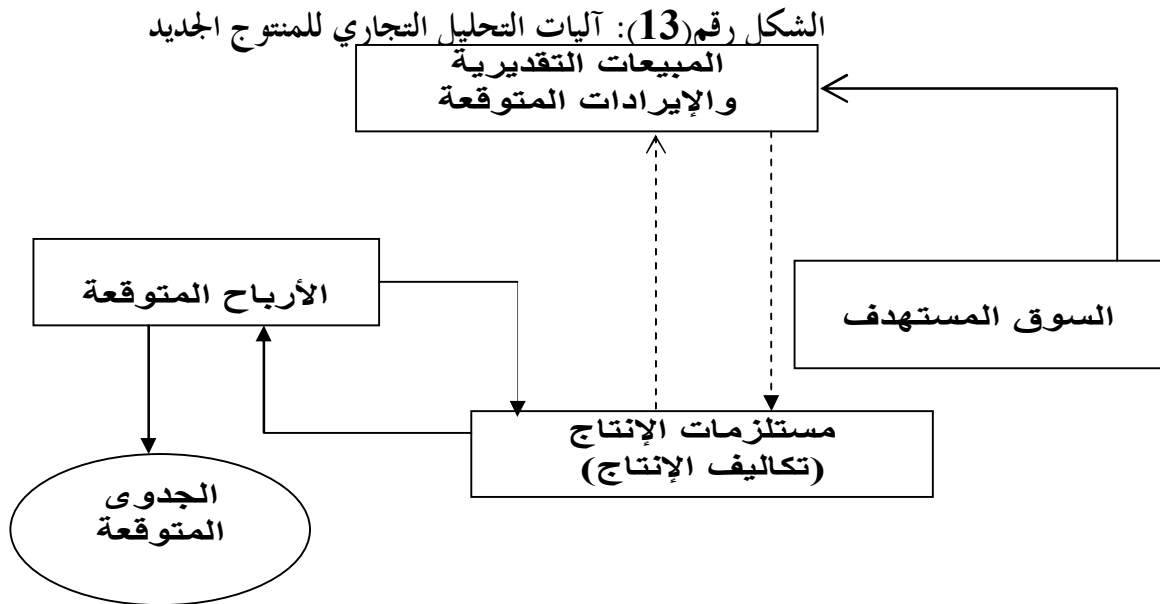 الشكل رقم(13): آليات التحليل التجاري للمنتوج الجديد
المبيعات التقديرية
والإيرادات المتوقعة
السوق المستهدف
الأرباح المتوقعة
مستلزمات الإنتاج
(تكاليف الإنتاج)
الجدوى
المتوقعة